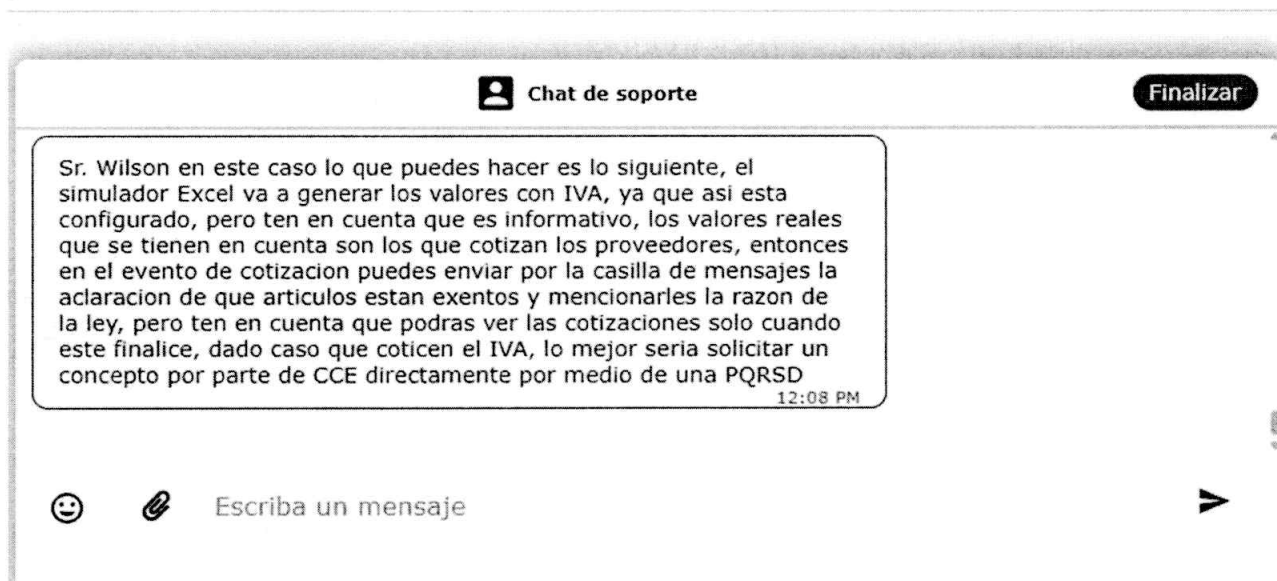 Chat de soporte
Finalizar
Sr. Wilson en este caso lo que puedes hacer es lo siguiente, el
simulador Excel va a generar los valores con IVA, ya que asi esta
configurado, pero ten en cuenta que es informativo, los valores reales
que se tienen en cuenta son los que cotizan los proveedores, entonces
en el evento de cotizacion puedes enviar por la casilla de mensajes la
aclaracion de que articulos estan exentos y mencionarles la razon de
la ley, pero ten en cuenta que podras ver las cotizaciones solo cuando
este finalice, dado caso que coticen el IVA, lo mejor seria solicitar un
concepto por parte de CCE directamente por medio de una PQRSD
12:08 PM
Escriba un mensaje